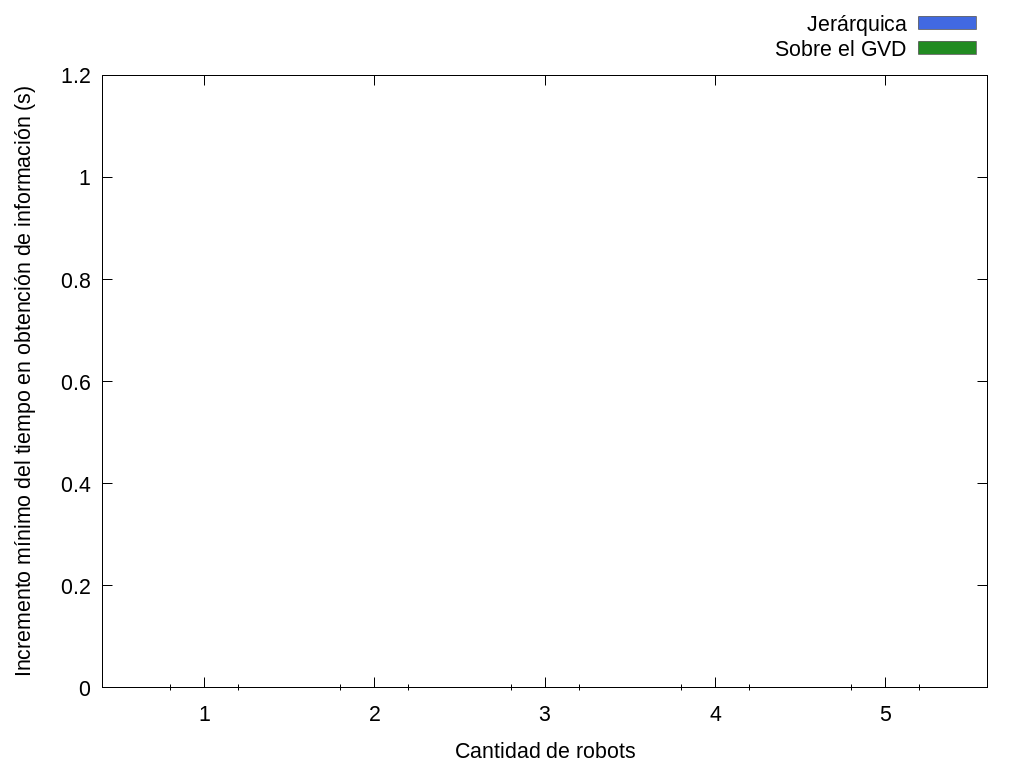 Jerárquica
Sobre el GVD
Incremento mínimo del tiempo en obtención de información (s)
1.2
1
0.8
0.6
0.4
0.2
0
1 2 3 4 5
Cantidad de robots